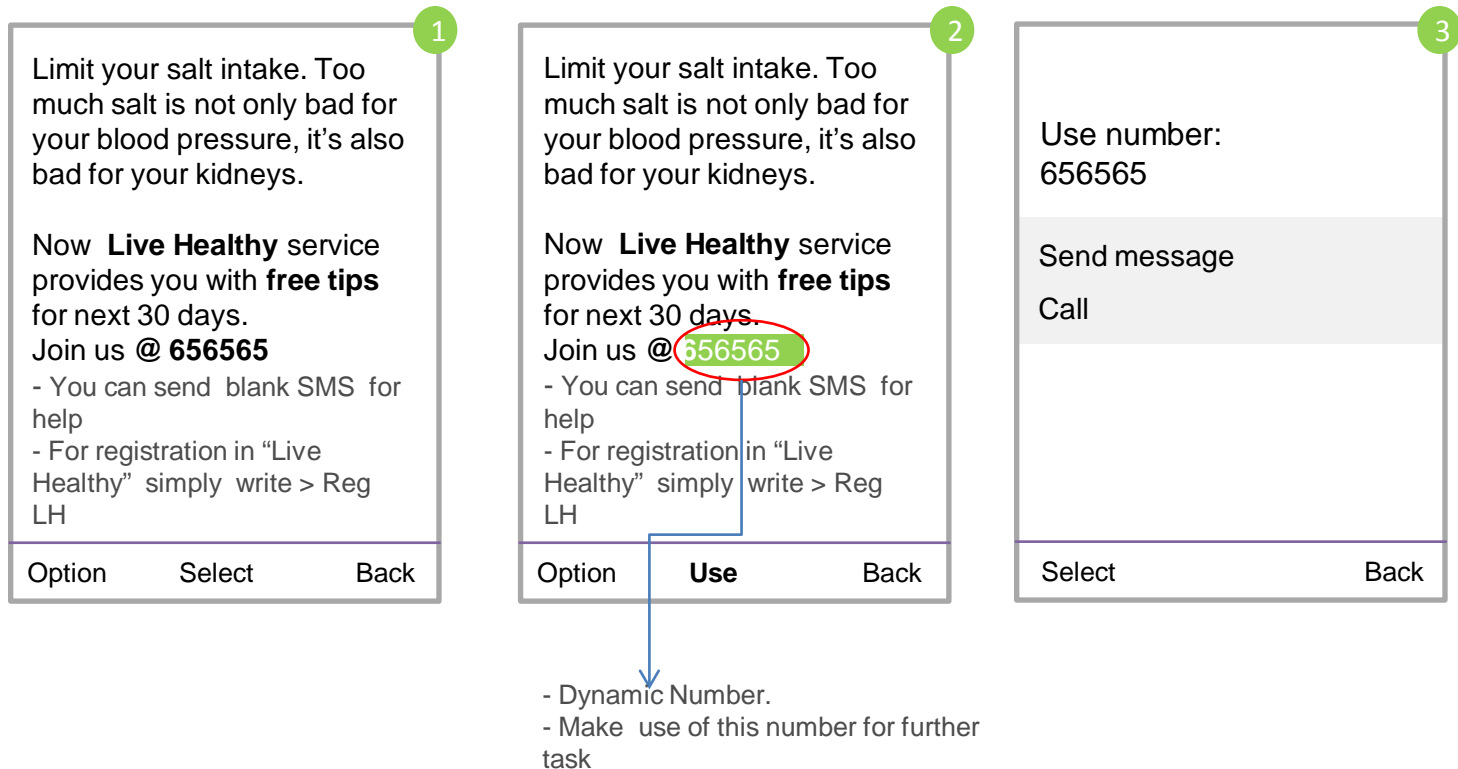 1
Limit your salt intake. Too
much salt is not only bad for
your blood pressure, it’s also
bad for your kidneys.
Now Live Healthy service
provides you with free tips
for next 30 days.
Join us @ 656565
- You can send blank SMS for
help
- For registration in “Live
Healthy” simply write > Reg
LH
Option Select Back
2
Limit your salt intake. Too
much salt is not only bad for
your blood pressure, it’s also
bad for your kidneys.
Now Live Healthy service
provides you with free tips
for next 30 days.
Join us @ 656565
- You can send blank SMS for
help
- For registration in “Live
Healthy” simply write > Reg
LH
Option Use Back
- Dynamic Number.
- Make use of this number for further
task
3
Use number:
656565
Send message
Call
Select Back